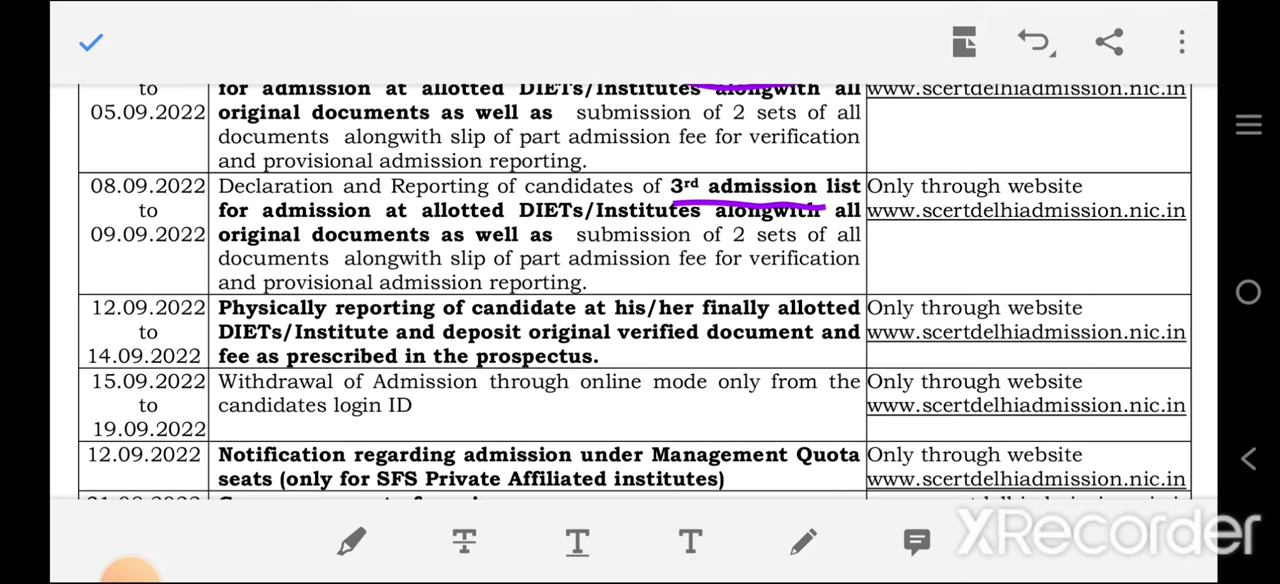 to for admission at allotted DIETs/Institutes alongwith all www.scertdelhiadmission.nic.in
05.09.2022 original documents as well as submission of 2 sets of all
documents alongwith slip of part admission fee for verification
and provisional admission reporting.
08.09.2022 Declaration and Reporting of candidates of 3rd admission list Only through website
to for admission at allotted DIETs/Institutes alongwith all www.scertdelhiadmission.nic.in
09.09.2022 original documents as well as submission of 2 sets of all
documents alongwith slip of part admission fee for verification
and provisional admission reporting.
12.09.2022 Physically reporting of candidate at his/her finally allotted Only through website
to DIETs/Institute and deposit original verified document and www.scertdelhiadmission.nic.in
14.09.2022 fee as prescribed in the prospectus.
15.09.2022 Withdrawal of Admission through online mode only from the Only through website
to candidates login ID www.scertdelhiadmission.nic.in
19.09.2022
12.09.2022 Notification regarding admission under Management Quota Only through website
seats (only for SFS Private Affiliated institutes) www.scertdelhiadmission.nic.in
T T T
XRecorder